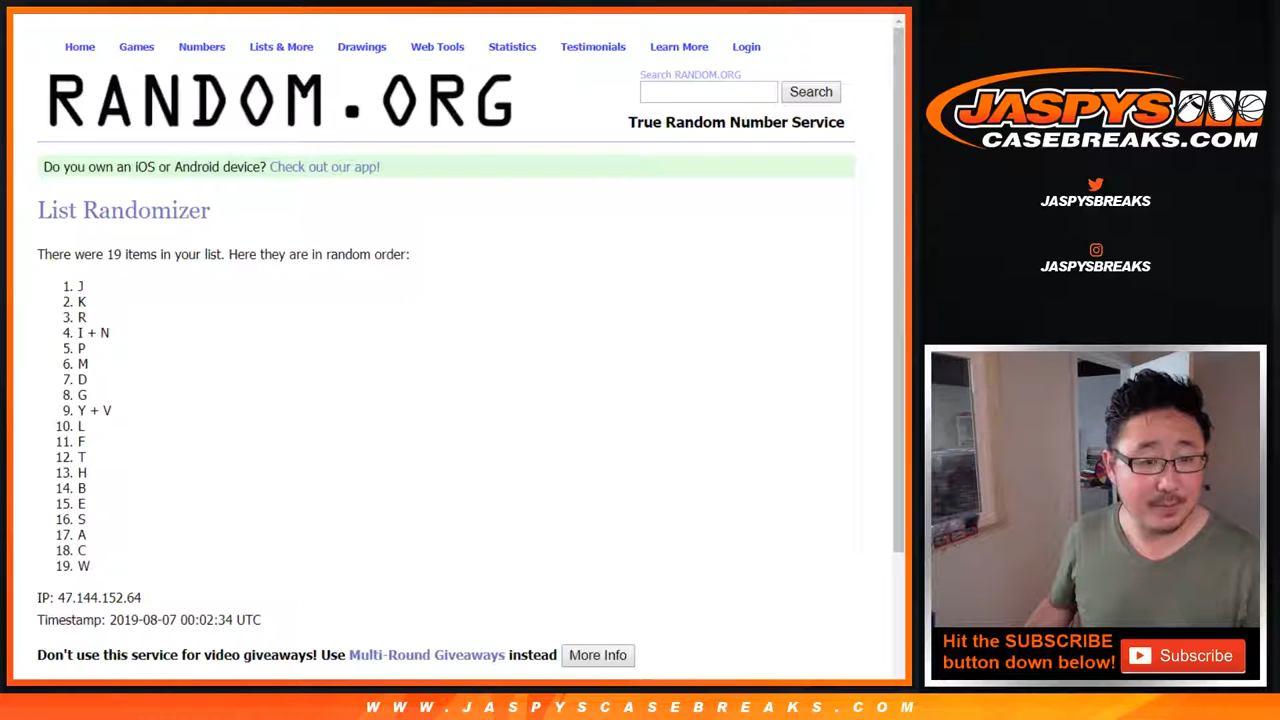 Home Games Numbers Lists & More Drawings Web Tools Statistics Testimonials Learn More Login
RANDOM.ORG
Search RANDOM.ORG
Search
True Random Number Service
Do you own an iOS or Android device? Check out our app!
List Randomizer
There were 19 items in your list. Here they are in random order:
1. J
2. K
3. R
4. I + N
5. P
6. M
7. D
8. G
9. Y + V
10. L
11. F
12. T
13. H
14. B
15. E
16. S
17. A
18. C
19. W
IP: 47.144.152.64
Timestamp: 2019-08-07 00:02:34 UTC
Don't use this service for video giveaways! Use Multi-Round Giveaways instead More Info
JASPYS
CASEBREAKS.COM
JASPYSBREAKS
JASPYSBREAKS
Hit the SUBSCRIBE
button down below!
Subscribe
WWW.JASPYSCASEBREAKS.COM